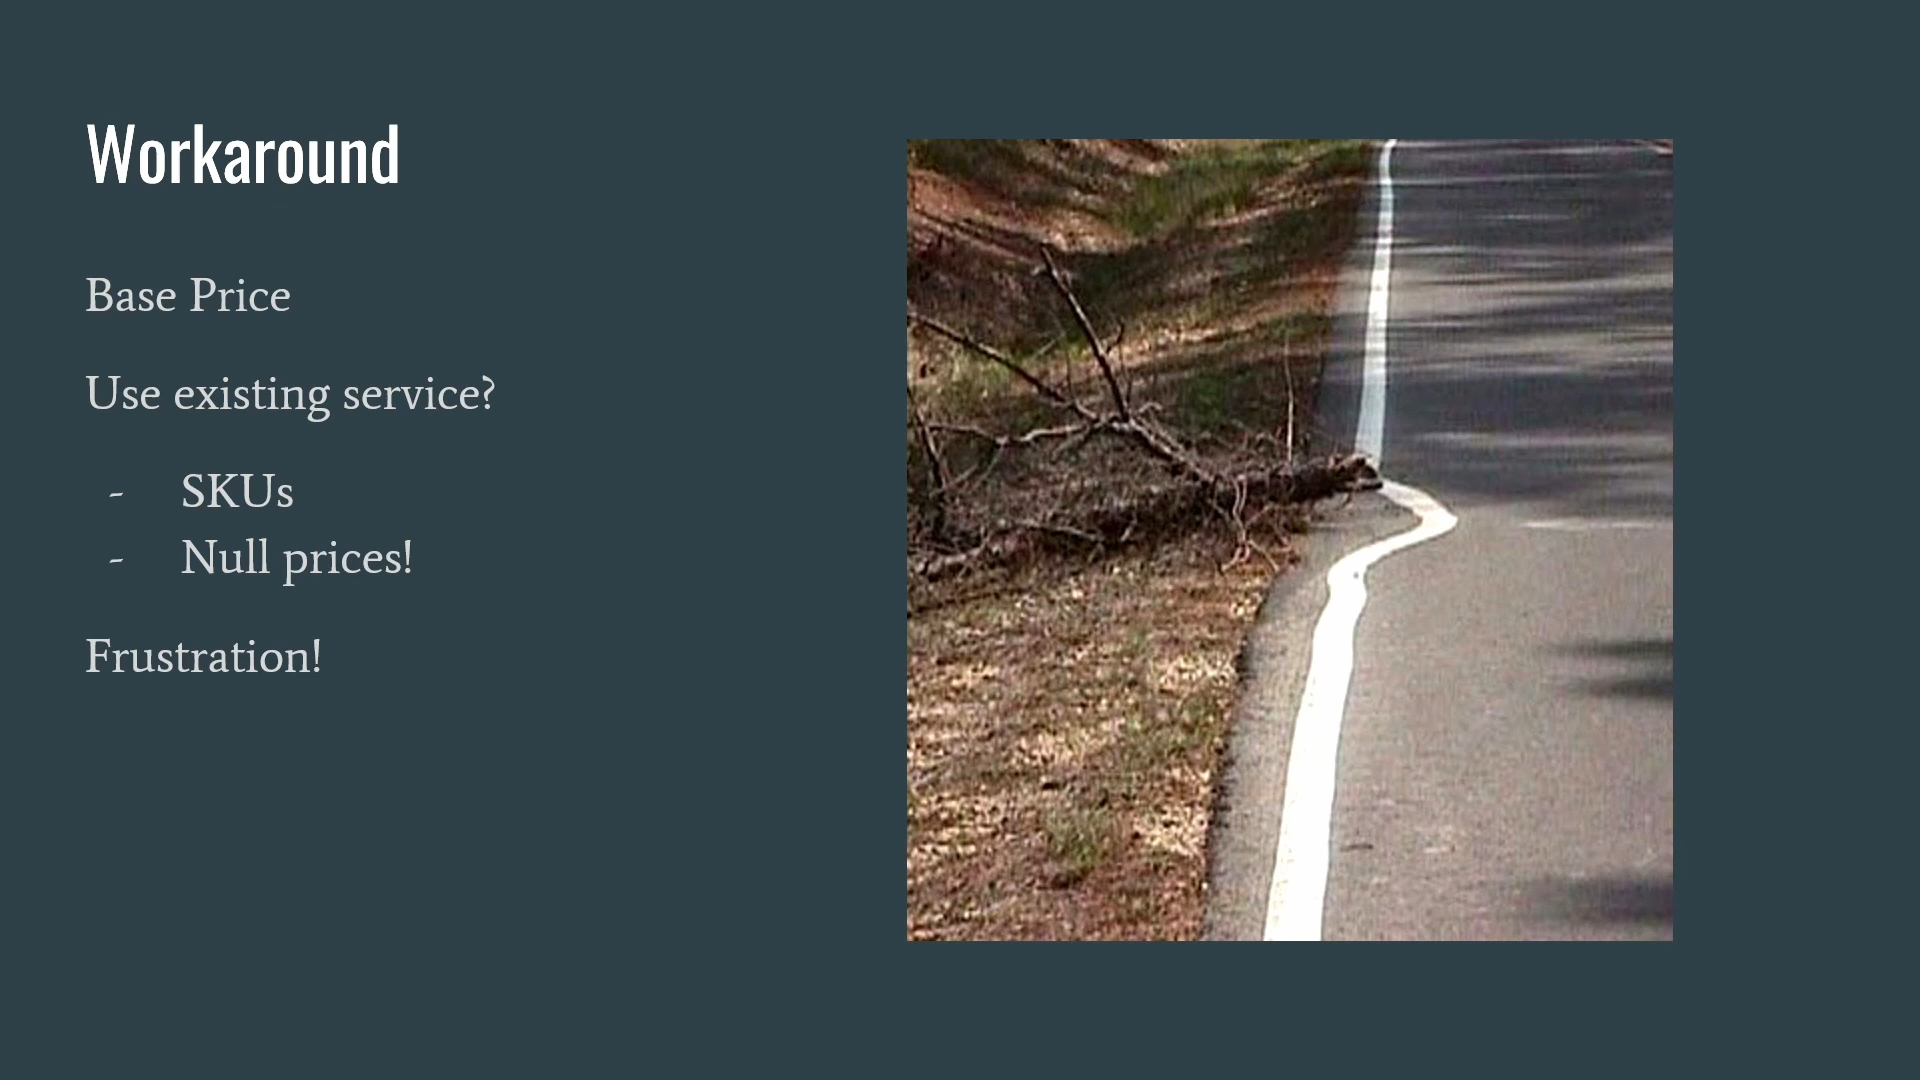 Workaround
Base Price
Use existing service?
- SKUs
- Null prices!
Frustration!